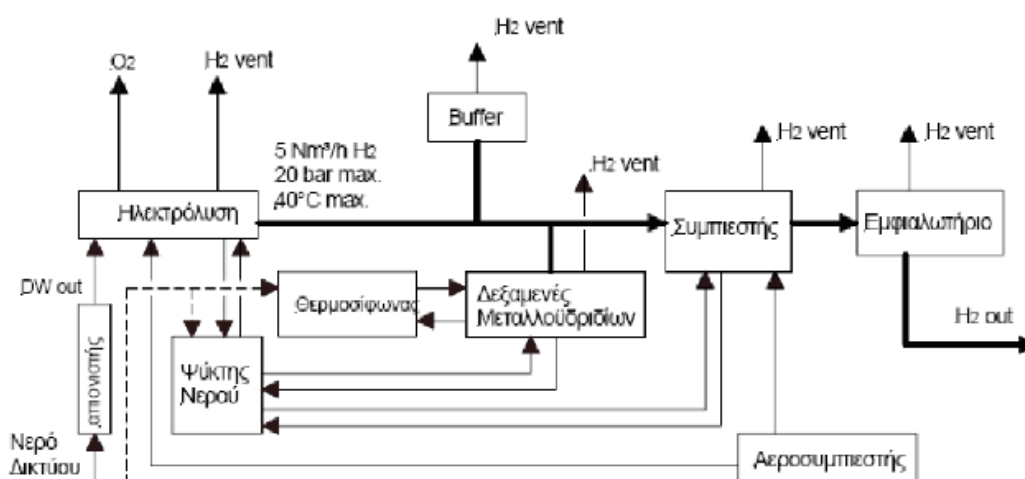 H2 vent
O2
H2 vent
Buffer
H2 vent
H2 vent
5 Nm³/h H2
20 bar max.
40°C max.
H2 vent
Ηλεκτρόλυση
Συμπιεστής
Εμφιαλωτήριο
DW out
Θερμοσίφωνας
Δεξαμενές
Μεταλλοϋδριδίων
H2 out
απιονιστής
Ψύκτης
Νερού
Νερό
Δικτύου
Αεροσυμπιεστής